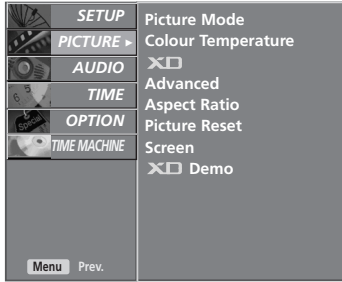 SETUP
PICTURE ▸
AUDIO
TIME
OPTION
TIME MACHINE
Menu Prev.
Picture Mode
Colour Temperature
XD
Advanced
Aspect Ratio
Picture Reset
Screen
XD Demo